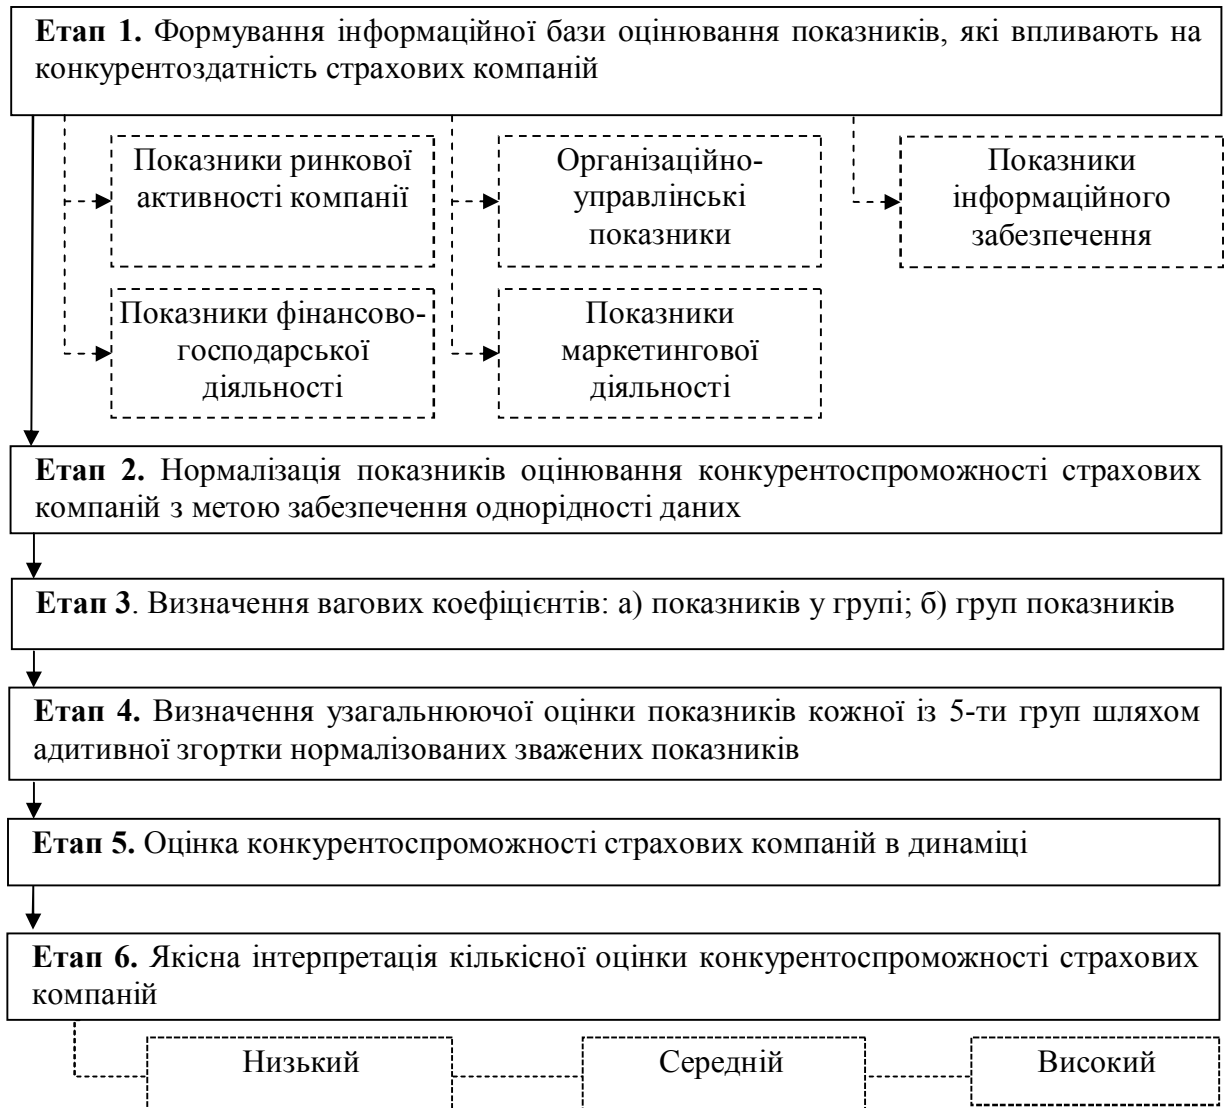 Етап 1. Формування інформаційної бази оцінювання показників, які впливають на
конкурентоздатність страхових компаній
Показники ринкової
активності компанії
Організаційно-
управлінські
показники
Показники
інформаційного
забезпечення
Показники фінансово-
господарської
діяльності
Показники
маркетингової
діяльності
Етап 2. Нормалізація показників оцінювання конкурентоспроможності страхових
компаній з метою забезпечення однорідності даних
Етап 3. Визначення вагових коефіцієнтів: а) показників у групі; б) груп показників
Етап 4. Визначення узагальнюючої оцінки показників кожної із 5-ти груп шляхом
адитивної згортки нормалізованих зважених показників
Етап 5. Оцінка конкурентоспроможності страхових компаній в динаміці
Етап 6. Якісна інтерпретація кількісної оцінки конкурентоспроможності страхових
компаній
Низький
Середній
Високий